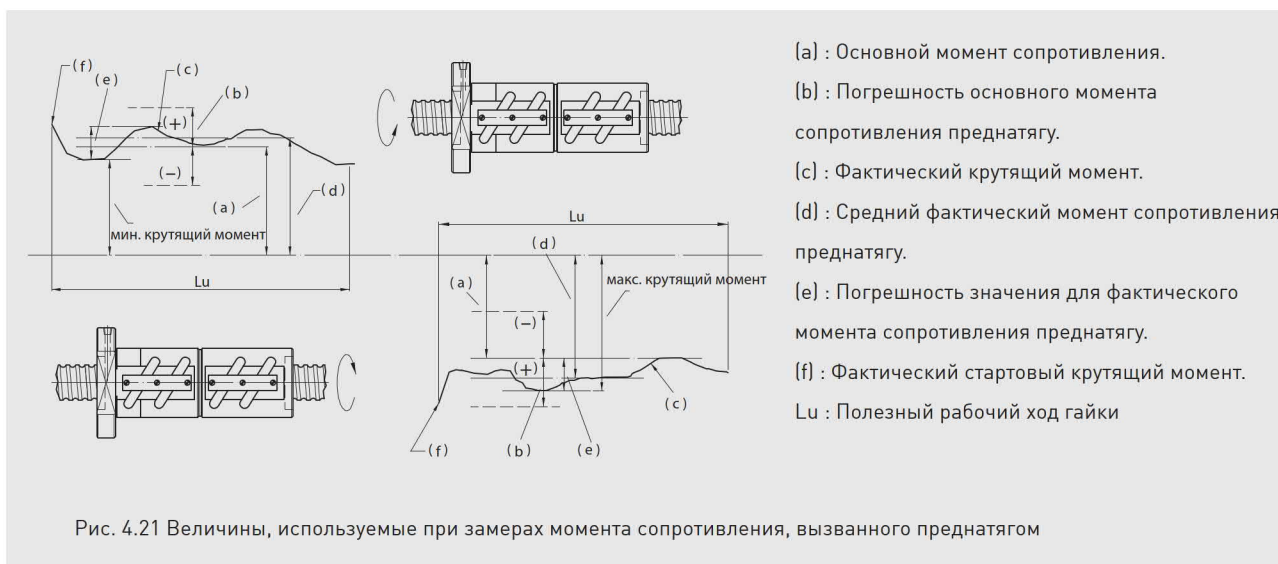 (f)
(e)
(c)
(b)
(+)
(−)
(a)
(d)
мин. крутящий момент
Lu
Lu
(d)
(a)
макс. крутящий момент
(−)
(+)
(c)
(f)
(b)
(e)
(a) : Основной момент сопротивления.
(b) : Погрешность основного момента
сопротивления преднатягу.
(c) : Фактический крутящий момент.
(d) : Средний фактический момент сопротивления
преднатягу.
(e) : Погрешность значения для фактического
момента сопротивления преднатягу.
(f) : Фактический стартовый крутящий момент.
Lu : Полезный рабочий ход гайки
Рис. 4.21 Величины, используемые при замерах момента сопротивления, вызванного преднатягом